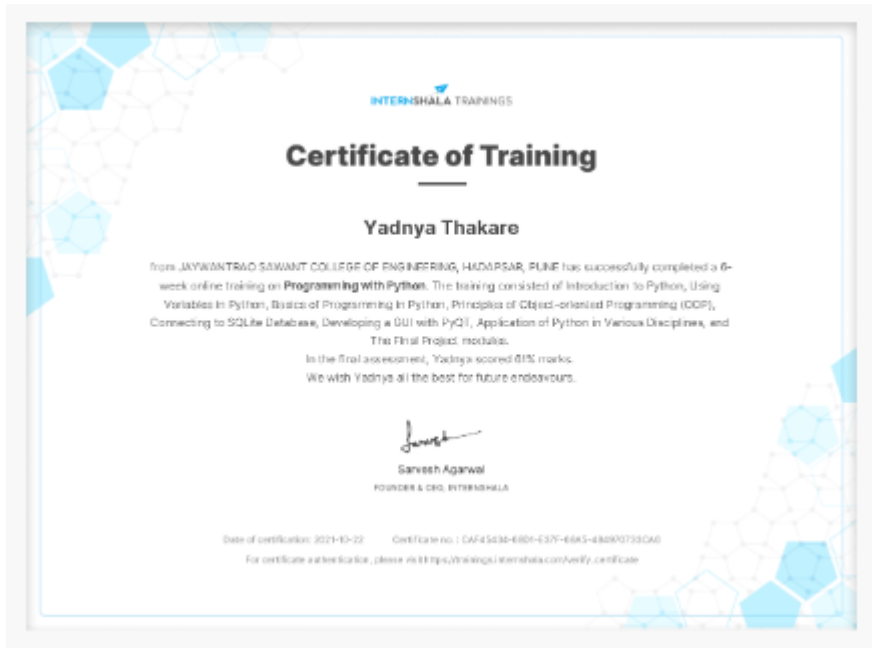 INTERNSHALA TRAININGS
Certificate of Training
Yadnya Thakare
from JAYWANTRAO SAWANT COLLEGE OF ENGINEERING, HADAPSAR, PUNE has successfully completed a 6-
week online training on Programming with Python. The training consisted of Introduction to Python, Using
Variables in Python, Basics of Programming in Python, Principles of Object-oriented Programming (OOP),
Connecting to SQLite Database, Developing a GUI with PyQT, Application of Python in Various Disciplines, and
The Final Project modules.
In the final assessment, Yadnya scored 61% marks.
We wish Yadnya all the best for future endeavours.
Sarvesh Agarwal
FOUNDER & CEO, INTERNSHALA
Date of certification: 2021-10-22 Certificate no. :
For certificate authentication, please visit https://trainings.internshala.com/verify_certificate